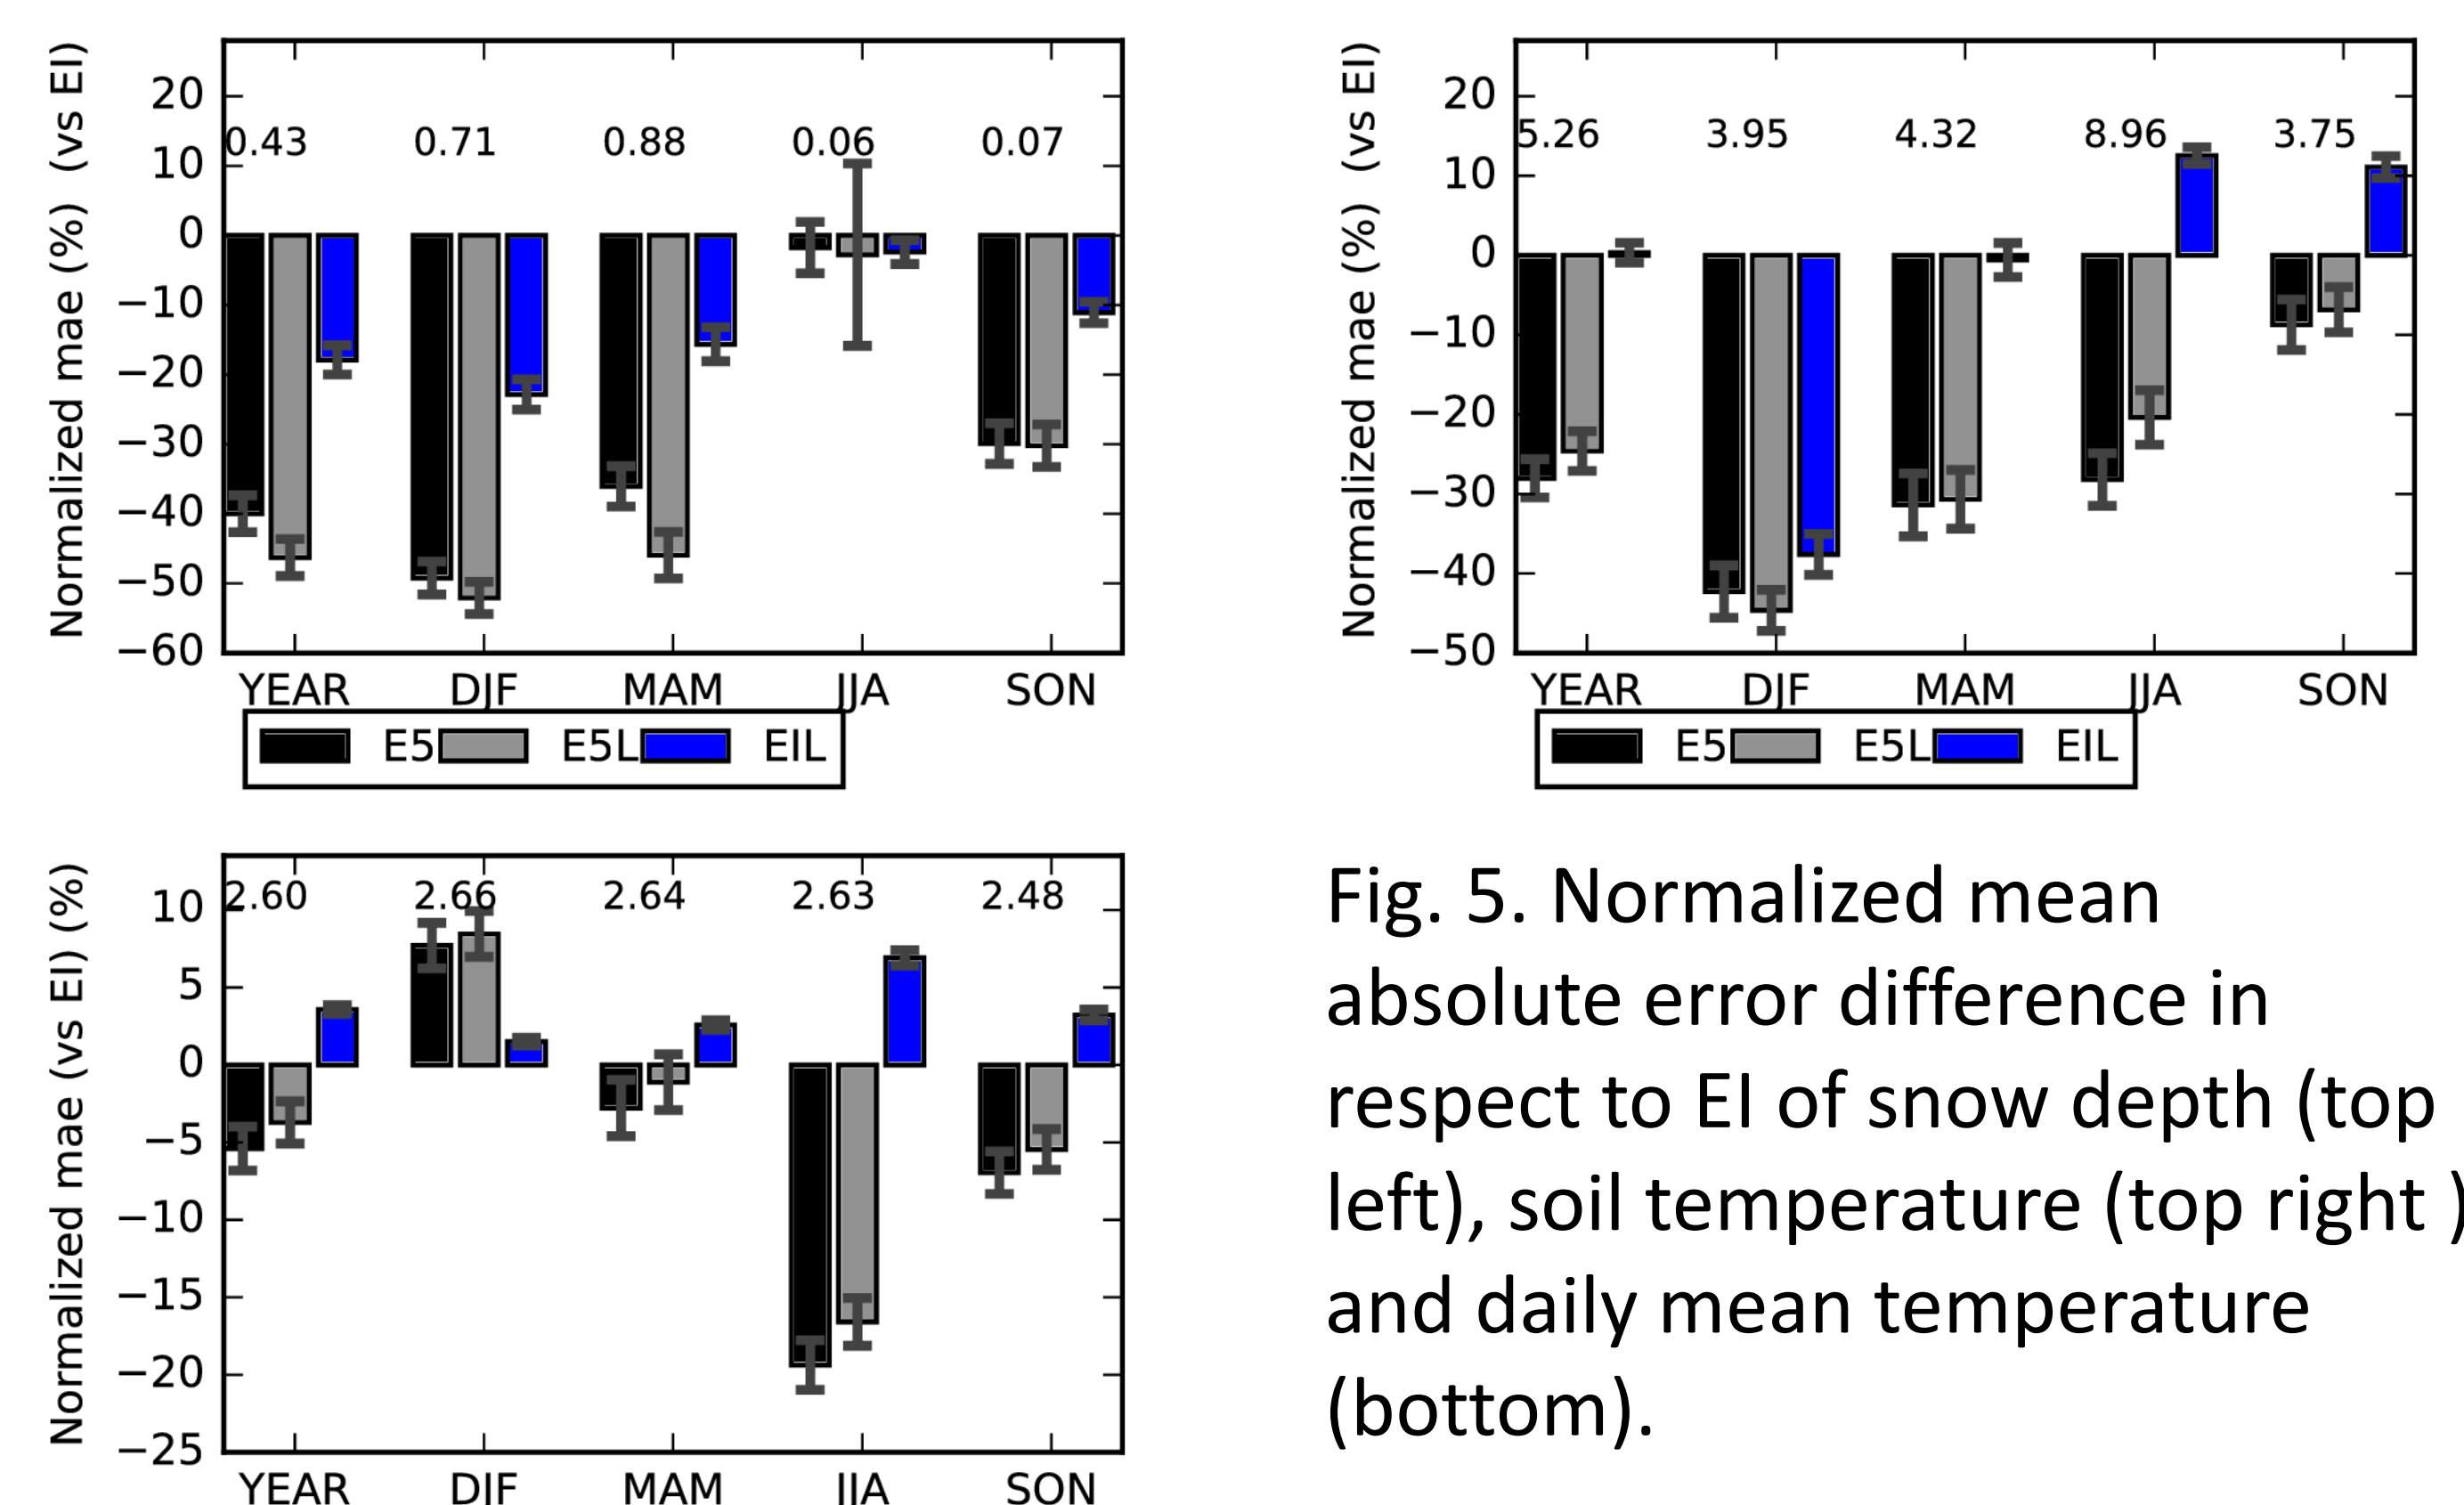 Normalized mae (%)  (vs EI)
20
10
0
−10
−20
−30
−40
−50
−60
0.43 0.71 0.88 0.06 0.07
YEAR DJF MAM JJA SON
E5 E5L EIL
Normalized mae (%)  (vs EI)
20
10
0
−10
−20
−30
−40
−50
5.26 3.95 4.32 8.96 3.75
YEAR DJF MAM JJA SON
E5 E5L EIL
Normalized mae (vs EI) (%)
10
5
0
−5
−10
−15
−20
−25
2.60 2.66 2.64 2.63 2.48
YEAR DJF MAM JJA SON
Fig. 5. Normalized mean
absolute error difference in
respect to EI of snow depth (top
left), soil temperature (top right )
and daily mean temperature
(bottom).